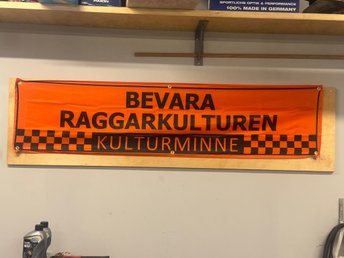 SPORTLICHE OPTIK & PERFORMANCE
100% MADE IN GERMANY
BEVARA
RAGGARKULTUREN
KULTURMINNE